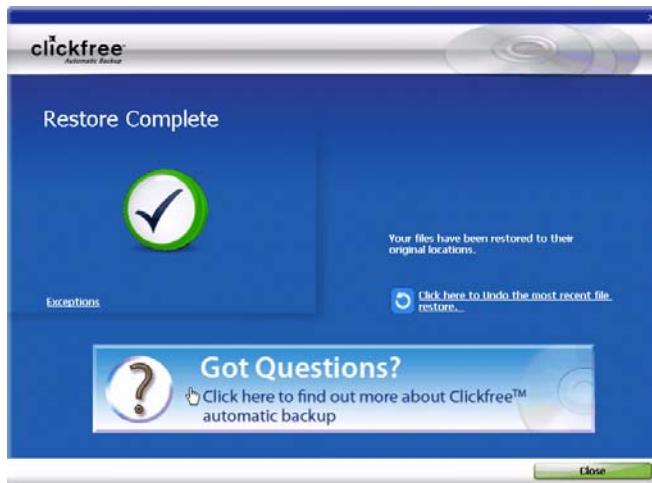 clickfree
Automatic Backup
Restore Complete
Your files have been restored to their
original locations.
Exceptions
Click here to Undo the most recent file
restore.
Got Questions?
Click here to find out more about Clickfree™
automatic backup
Close